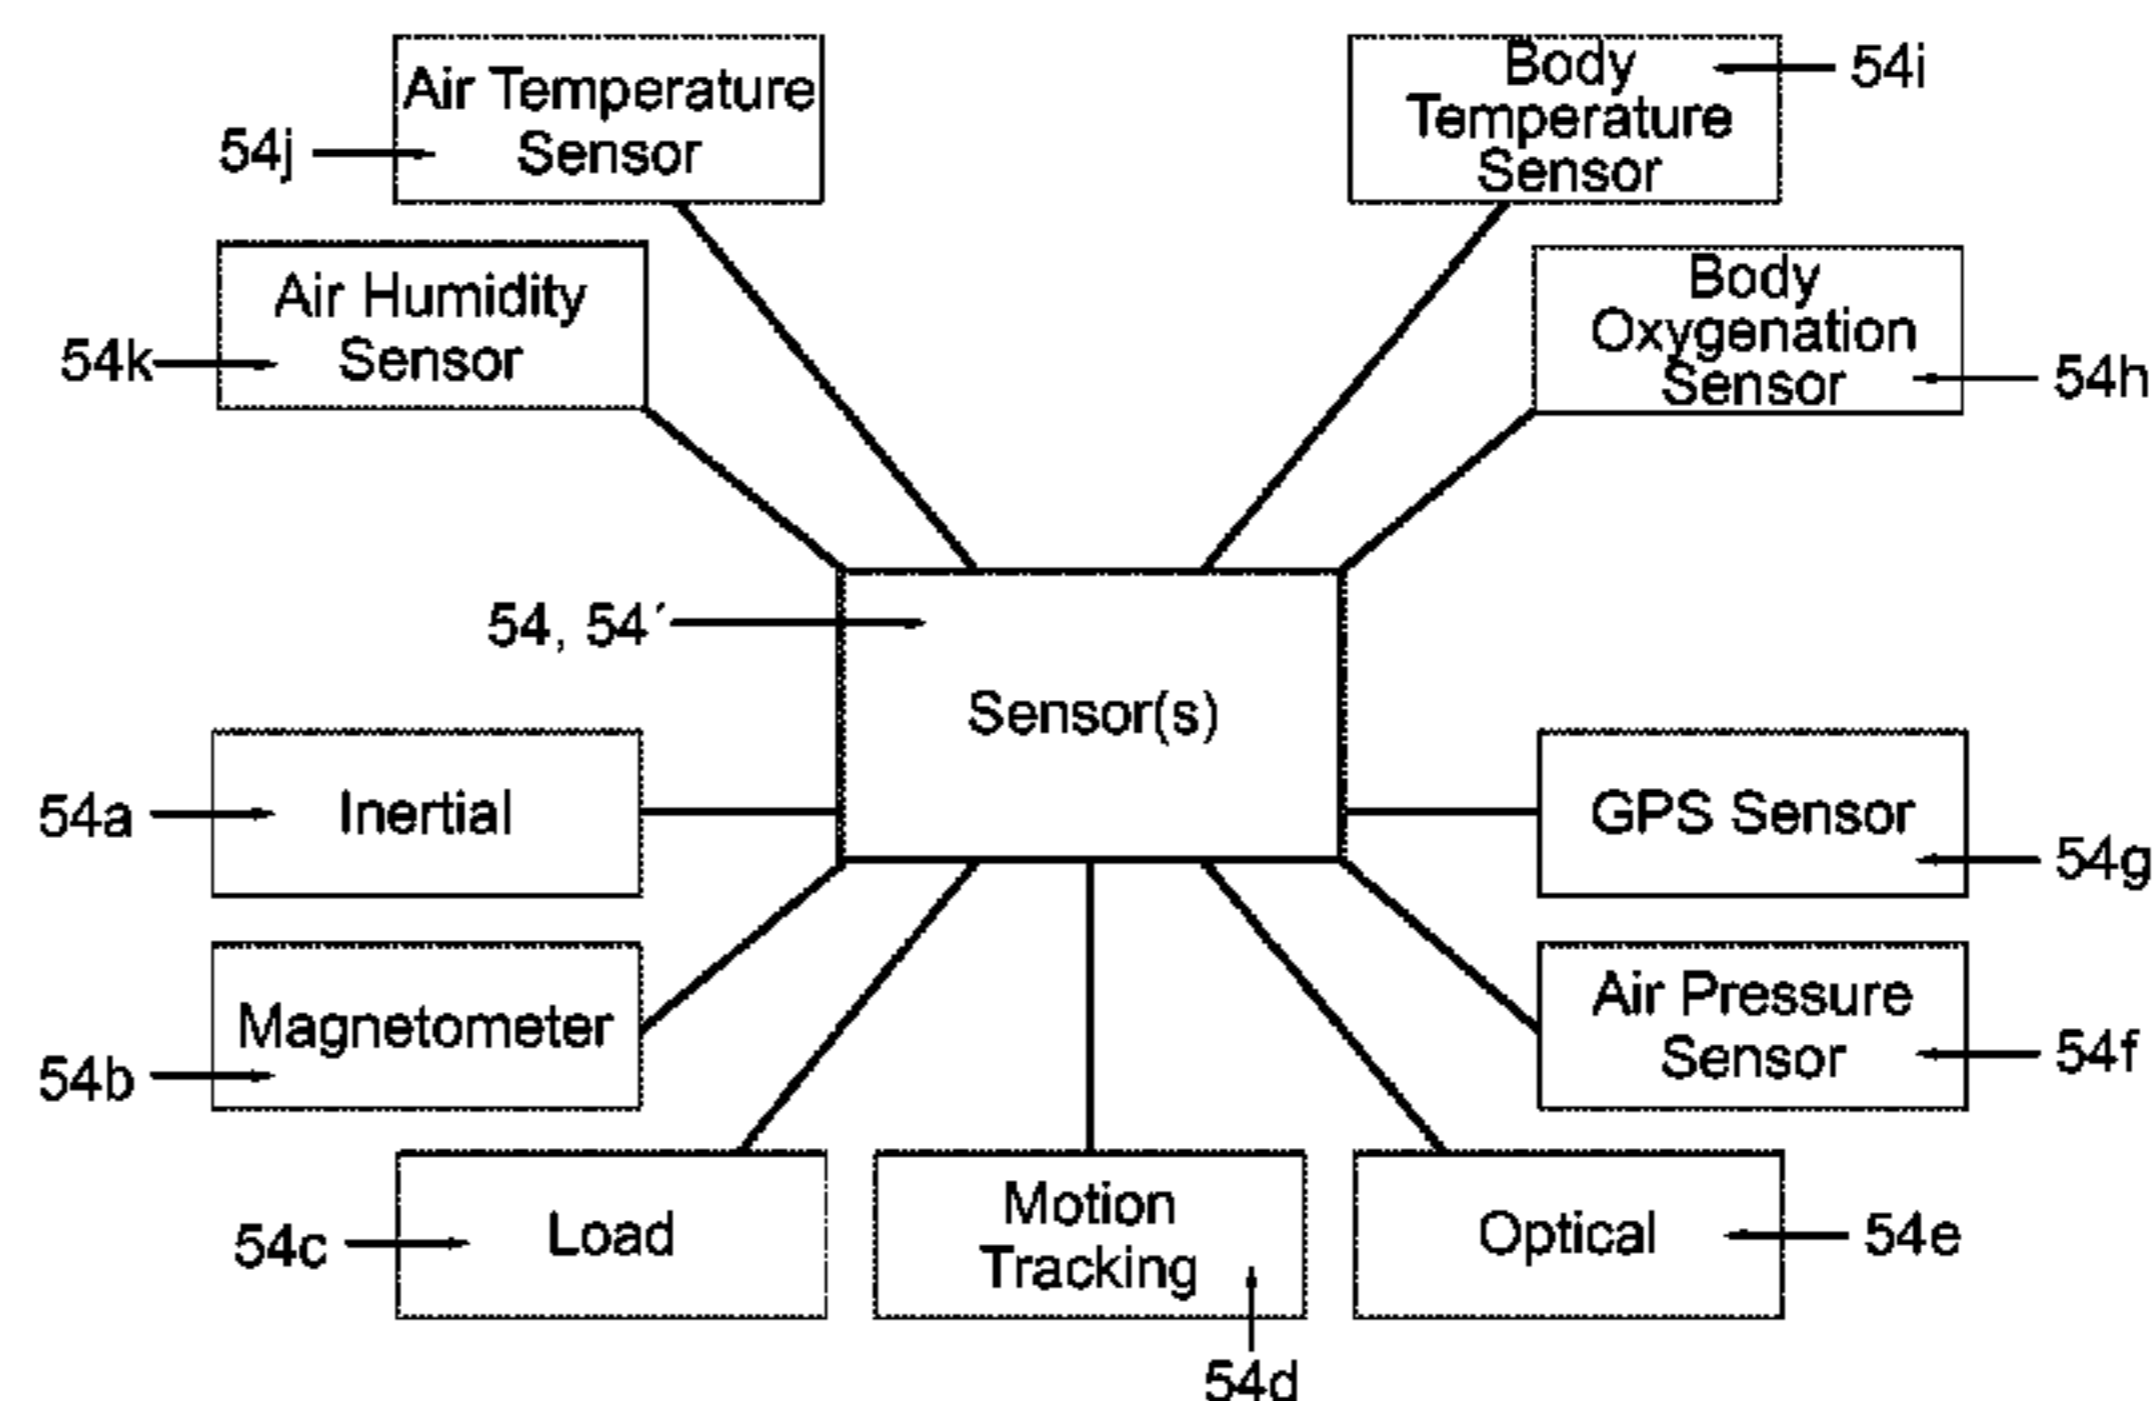 Air Temperature
Sensor
54j
Body
Temperature
Sensor
54i
Air Humidity
Sensor
54k
Body
Oxygenation
Sensor
54h
54, 54´
Sensor(s)
54a
Inertial
GPS Sensor
54g
Magnetometer
54b
Air Pressure
Sensor
54f
54c
Load
Motion
Tracking
54d
Optical
54e